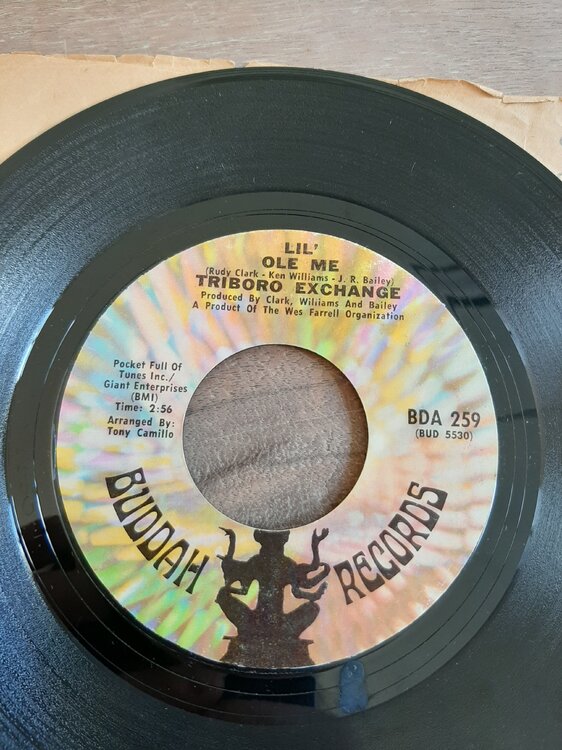 LIL'
OLE ME
(Rudy Clark - Ken Williams - J. R. Bailey)
TRIBORO EXCHANGE
Produced By Clark, Wiliams And Bailey
A Product Of The Wes Farrell Organization
Pocket Full Of
Tunes Inc./
Giant Enterprises
(BMI)
Time: 2:56
Arranged By:
Tony Camillo
BDA 259
(BUD 5530)
BUDDAH RECORDS